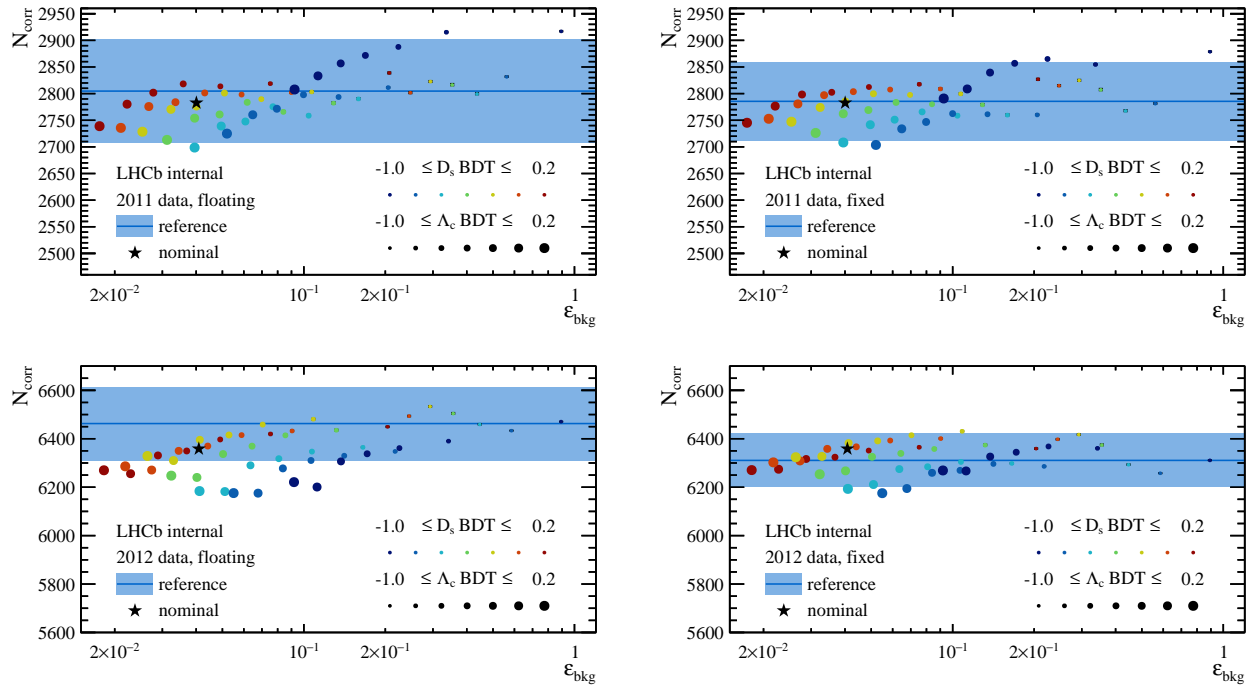 N_corr
2950
2900
2850
2800
2750
2700
2650
2600
2550
2500
LHCb internal
2011 data, floating
reference
nominal
-1.0 ≤ D_s BDT ≤ 0.2
-1.0 ≤ Λ_c BDT ≤ 0.2
2×10⁻² 10⁻¹ 2×10⁻¹ 1
ε_bkg
N_corr
2950
2900
2850
2800
2750
2700
2650
2600
2550
2500
LHCb internal
2011 data, fixed
reference
nominal
-1.0 ≤ D_s BDT ≤ 0.2
-1.0 ≤ Λ_c BDT ≤ 0.2
2×10⁻² 10⁻¹ 2×10⁻¹ 1
ε_bkg
N_corr
6600
6400
6200
6000
5800
5600
LHCb internal
2012 data, floating
reference
nominal
-1.0 ≤ D_s BDT ≤ 0.2
-1.0 ≤ Λ_c BDT ≤ 0.2
2×10⁻² 10⁻¹ 2×10⁻¹ 1
ε_bkg
N_corr
6600
6400
6200
6000
5800
5600
LHCb internal
2012 data, fixed
reference
nominal
-1.0 ≤ D_s BDT ≤ 0.2
-1.0 ≤ Λ_c BDT ≤ 0.2
2×10⁻² 10⁻¹ 2×10⁻¹ 1
ε_bkg